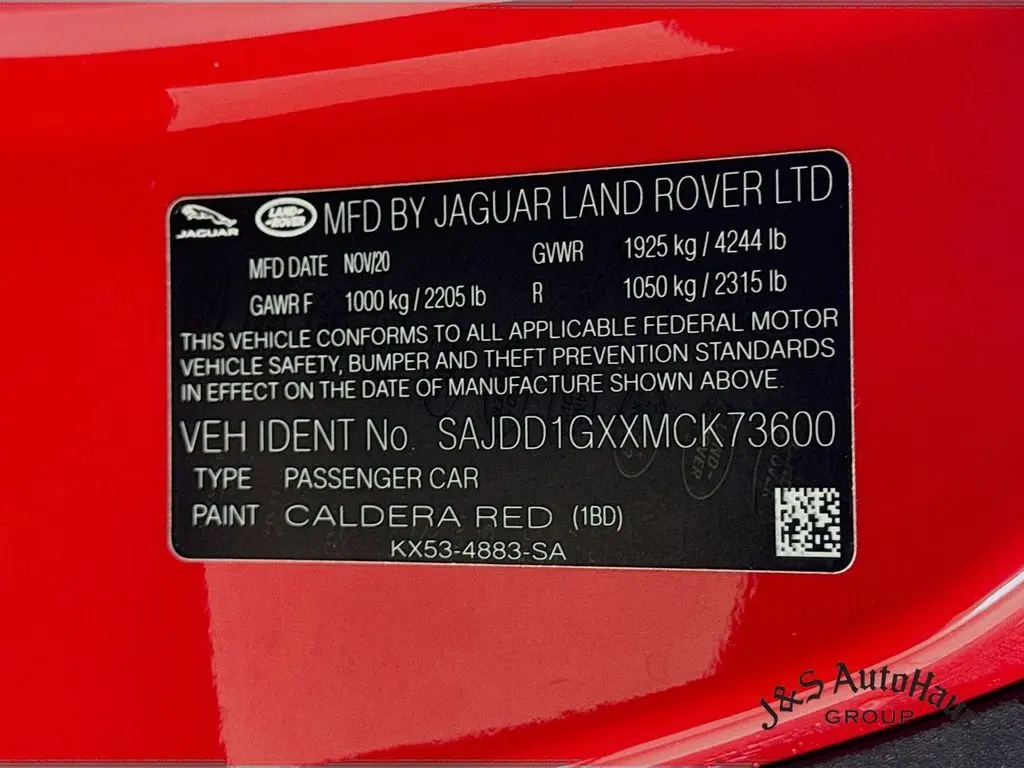 JAGUAR LAND ROVER MFD BY JAGUAR LAND ROVER LTD
MFD DATE NOV/20 GVWR 1925 kg / 4244 lb
GAWR F 1000 kg / 2205 lb R 1050 kg / 2315 lb
THIS VEHICLE CONFORMS TO ALL APPLICABLE FEDERAL MOTOR
VEHICLE SAFETY, BUMPER AND THEFT PREVENTION STANDARDS
IN EFFECT ON THE DATE OF MANUFACTURE SHOWN ABOVE.
VEH IDENT No. SAJDD1GXXMCK73600
TYPE PASSENGER CAR
PAINT CALDERA RED (1BD)
KX53-4883-SA
J&S AutoHaus
GROUP